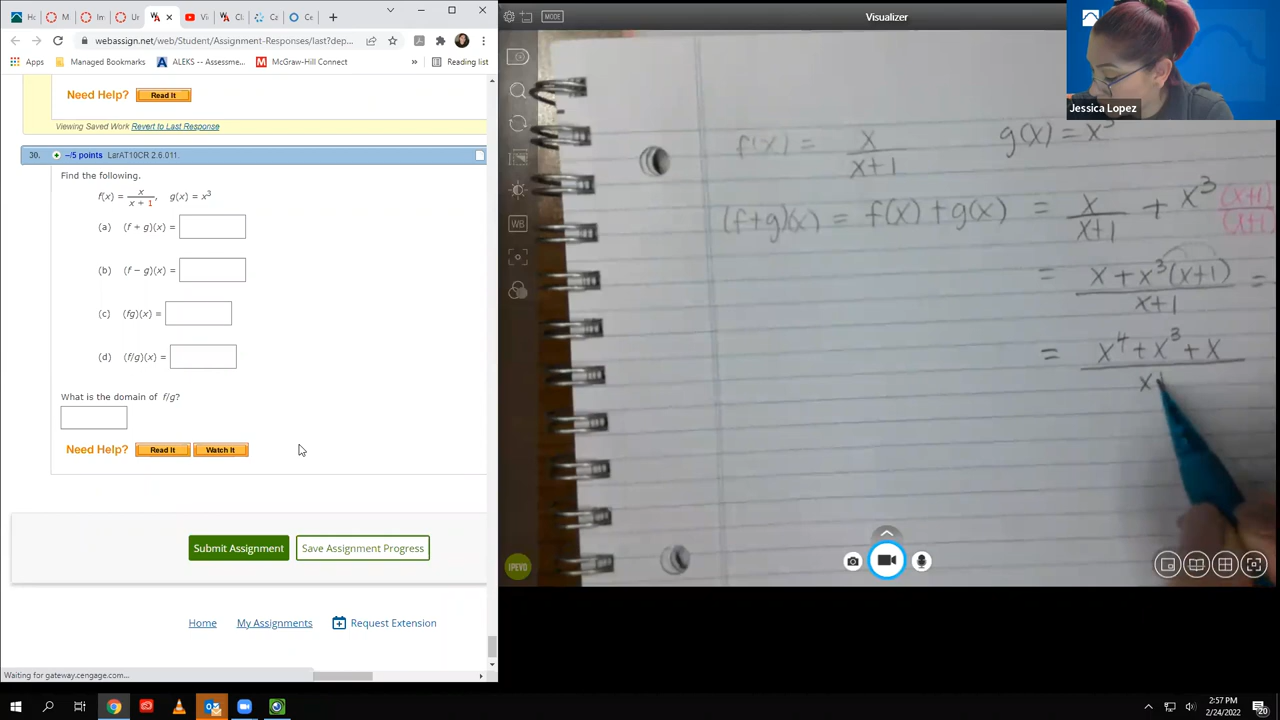 webassign.net/web/Student/Assignment-Responses/last?dep...
Apps Managed Bookmarks ALEKS -- Assessme... McGraw-Hill Connect » Reading list
Need Help? Read It
Viewing Saved Work Revert to Last Response
30. –/5 points LarAT10CR 2.6.011.
Find the following.
f(x) = x/(x + 1), g(x) = x³
(a) (f + g)(x) =
(b) (f − g)(x) =
(c) (fg)(x) =
(d) (f/g)(x) =
What is the domain of f/g?
Need Help? Read It Watch It
Submit Assignment Save Assignment Progress
Home My Assignments Request Extension
Waiting for gateway.cengage.com...
MODE Visualizer
Jessica Lopez
WB
f(x) = x/(x+1) g(x) = x³
(f+g)(x) = f(x) + g(x) = x/(x+1) + x³ (x+1)/(x+1)
= (x + x³(x+1))/(x+1) =
= (x⁴ + x³ + x)/(x+
IPEVO
2:57 PM
2/24/2022
20